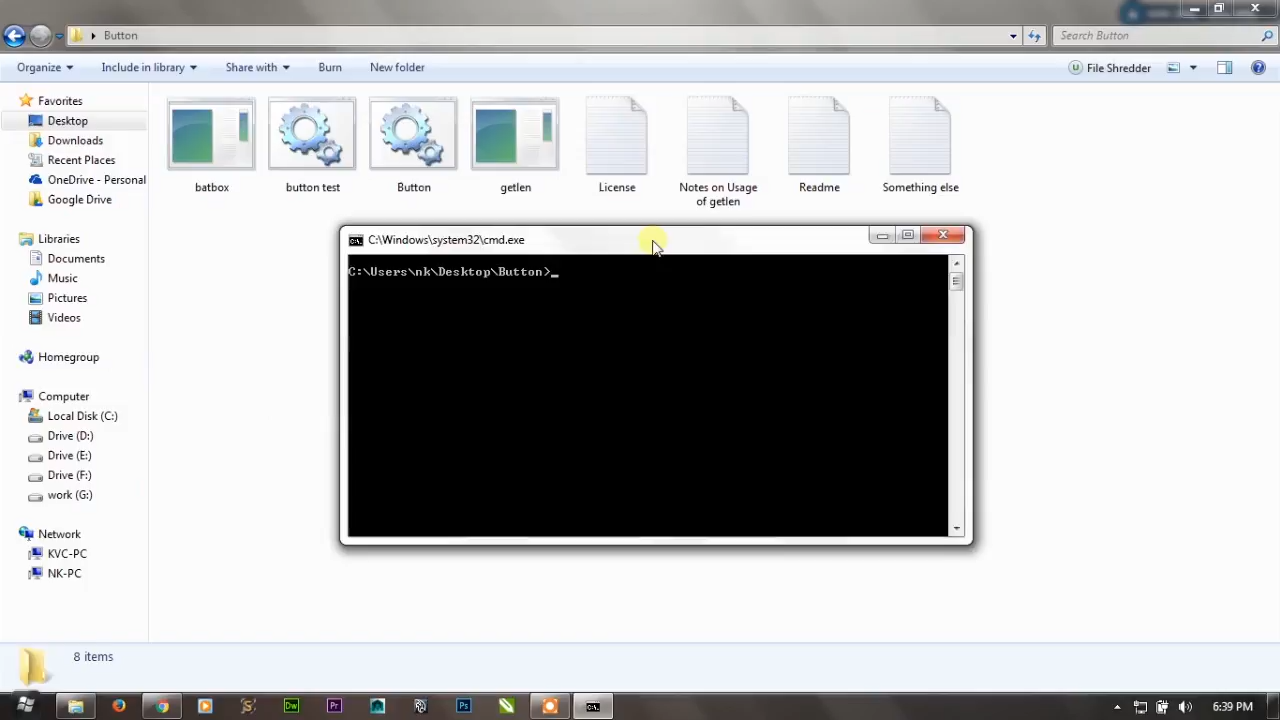 Button
Search Button
Organize
Include in library
Share with
Burn
New folder
File Shredder
Favorites
Desktop
Downloads
Recent Places
OneDrive - Personal
Google Drive
Libraries
Documents
Music
Pictures
Videos
Homegroup
Computer
Local Disk (C:)
Drive (D:)
Drive (E:)
Drive (F:)
work (G:)
Network
KVC-PC
NK-PC
batbox
button test
Button
getlen
License
Notes on Usage
of getlen
Readme
Something else
C:\Windows\system32\cmd.exe
C:\Users\nk\Desktop\Button>_
8 items
Dw
Pr
Ps
6:39 PM